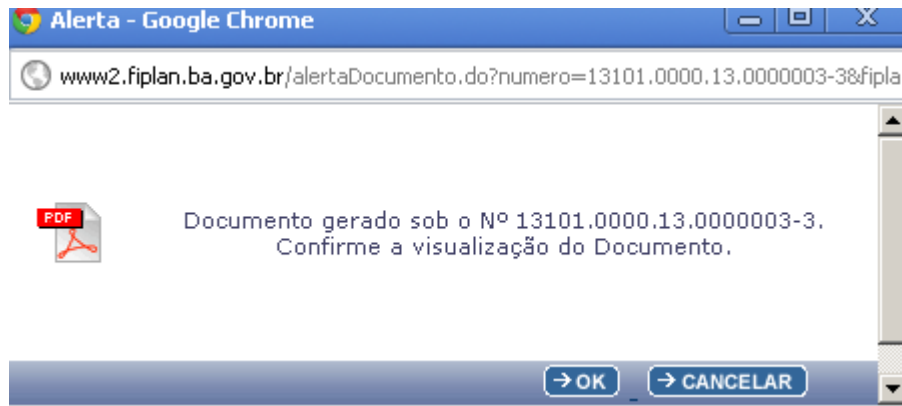 Alerta - Google Chrome
www2.fiplan.ba.gov.br/alertaDocumento.do?numero=13101.0000.13.0000003-3&fipla
PDF
Documento gerado sob o Nº 13101.0000.13.0000003-3.
Confirme a visualização do Documento.
OK CANCELAR